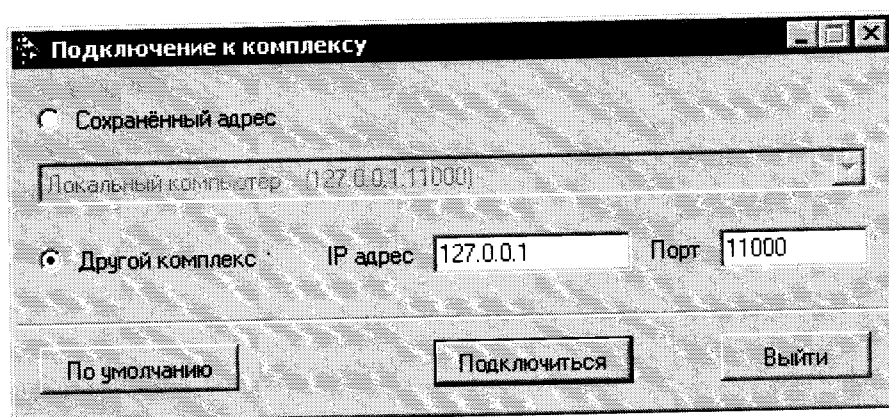 Подключение к комплексу
Сохранённый адрес
Локальный компьютер (127.0.0.1:11000)
Другой комплекс IP адрес 127.0.0.1 Порт 11000
По умолчанию Подключиться Выйти